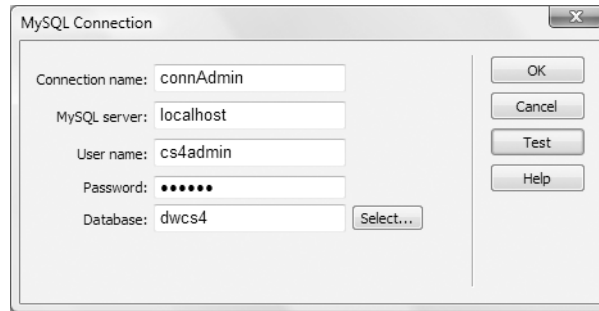 MySQL Connection
Connection name: connAdmin
MySQL server: localhost
User name: cs4admin
Password: ••••••
Database: dwcs4
Select...
OK
Cancel
Test
Help